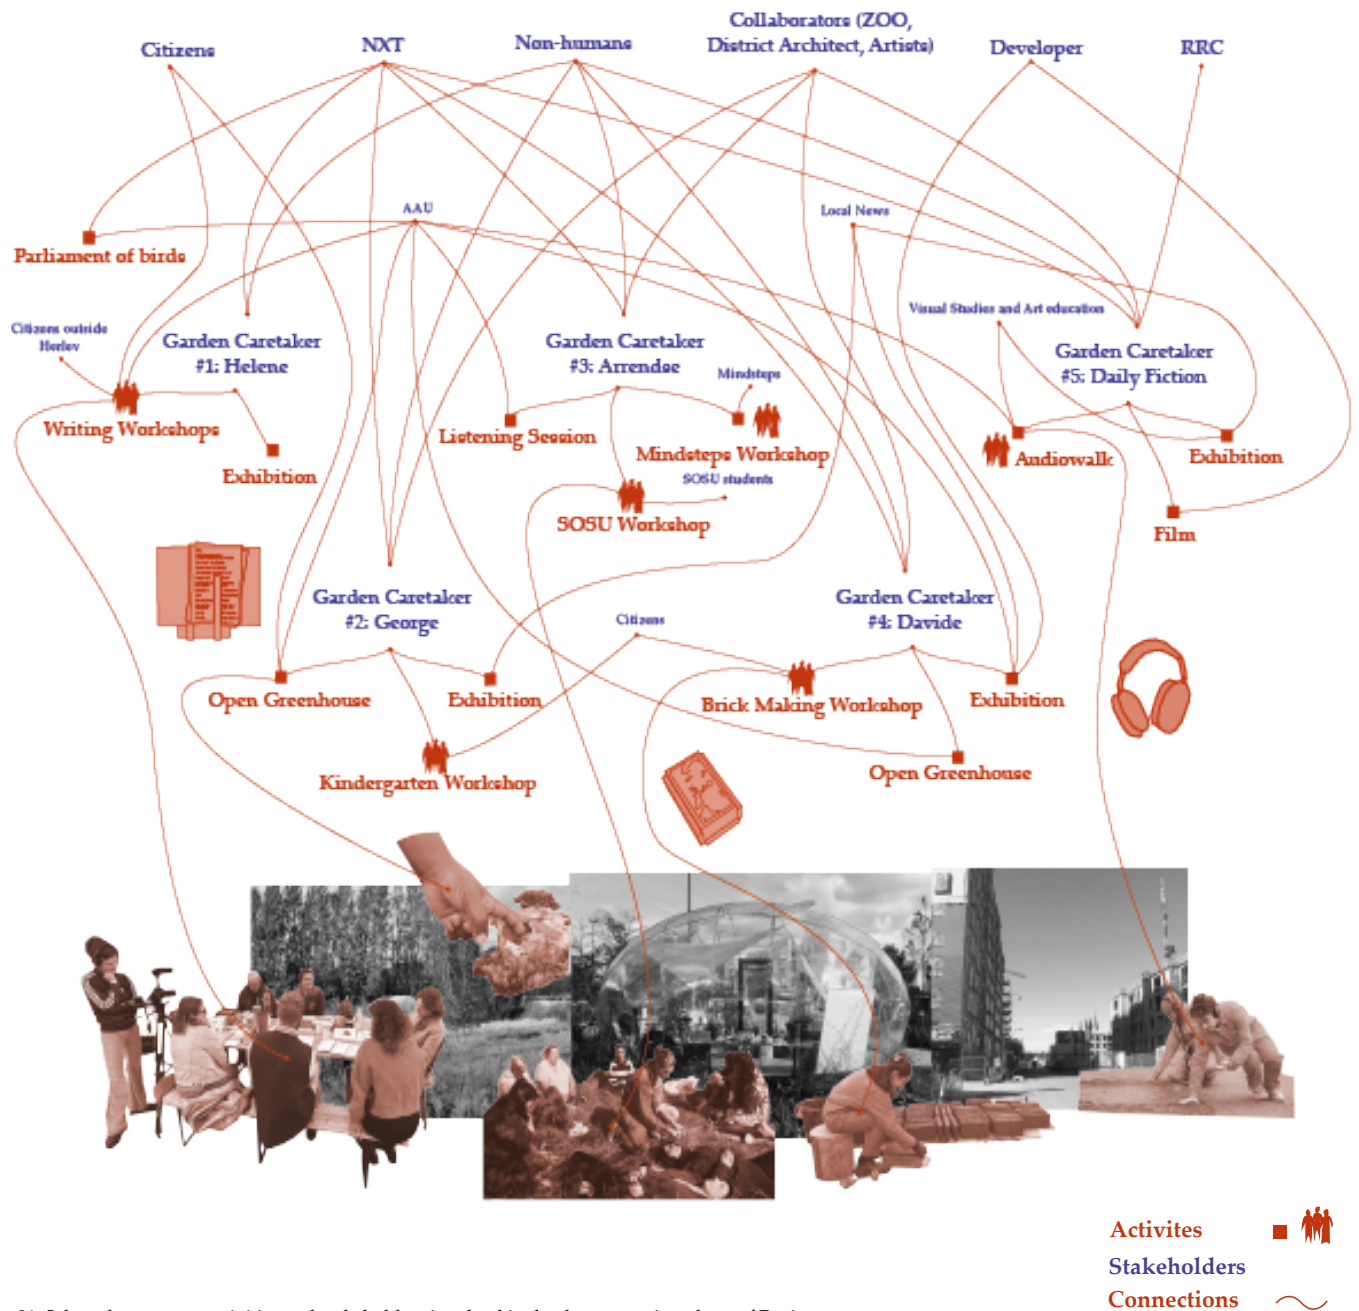 Collaborators (ZOO,
District Architect, Artists)
Citizens
NXT
Non-humans
Developer
RRC
AAU
Local News
Parliament of birds
Citizens outside
Herlev
Garden Caretaker
#1: Helene
Garden Caretaker
#3: Arrendse
Mindsteps
Visual Studies and Art education
Garden Caretaker
#5: Daily Fiction
Writing Workshops
Exhibition
Listening Session
Mindsteps Workshop
SOSU students
SOSU Workshop
Audiowalk
Exhibition
Film
Garden Caretaker
#2: George
Citizens
Garden Caretaker
#4: Davide
Open Greenhouse
Exhibition
Brick Making Workshop
Exhibition
Kindergarten Workshop
Open Greenhouse
Activites
Stakeholders
Connections